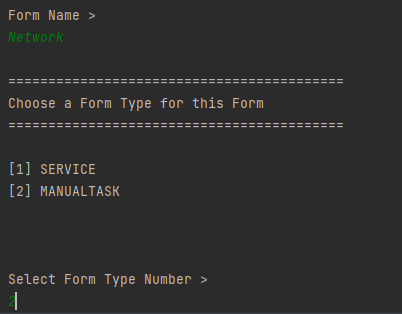 Form Name >
Network
==========================================
Choose a Form Type for this Form
==========================================
[1] SERVICE
[2] MANUALTASK
Select Form Type Number >
2